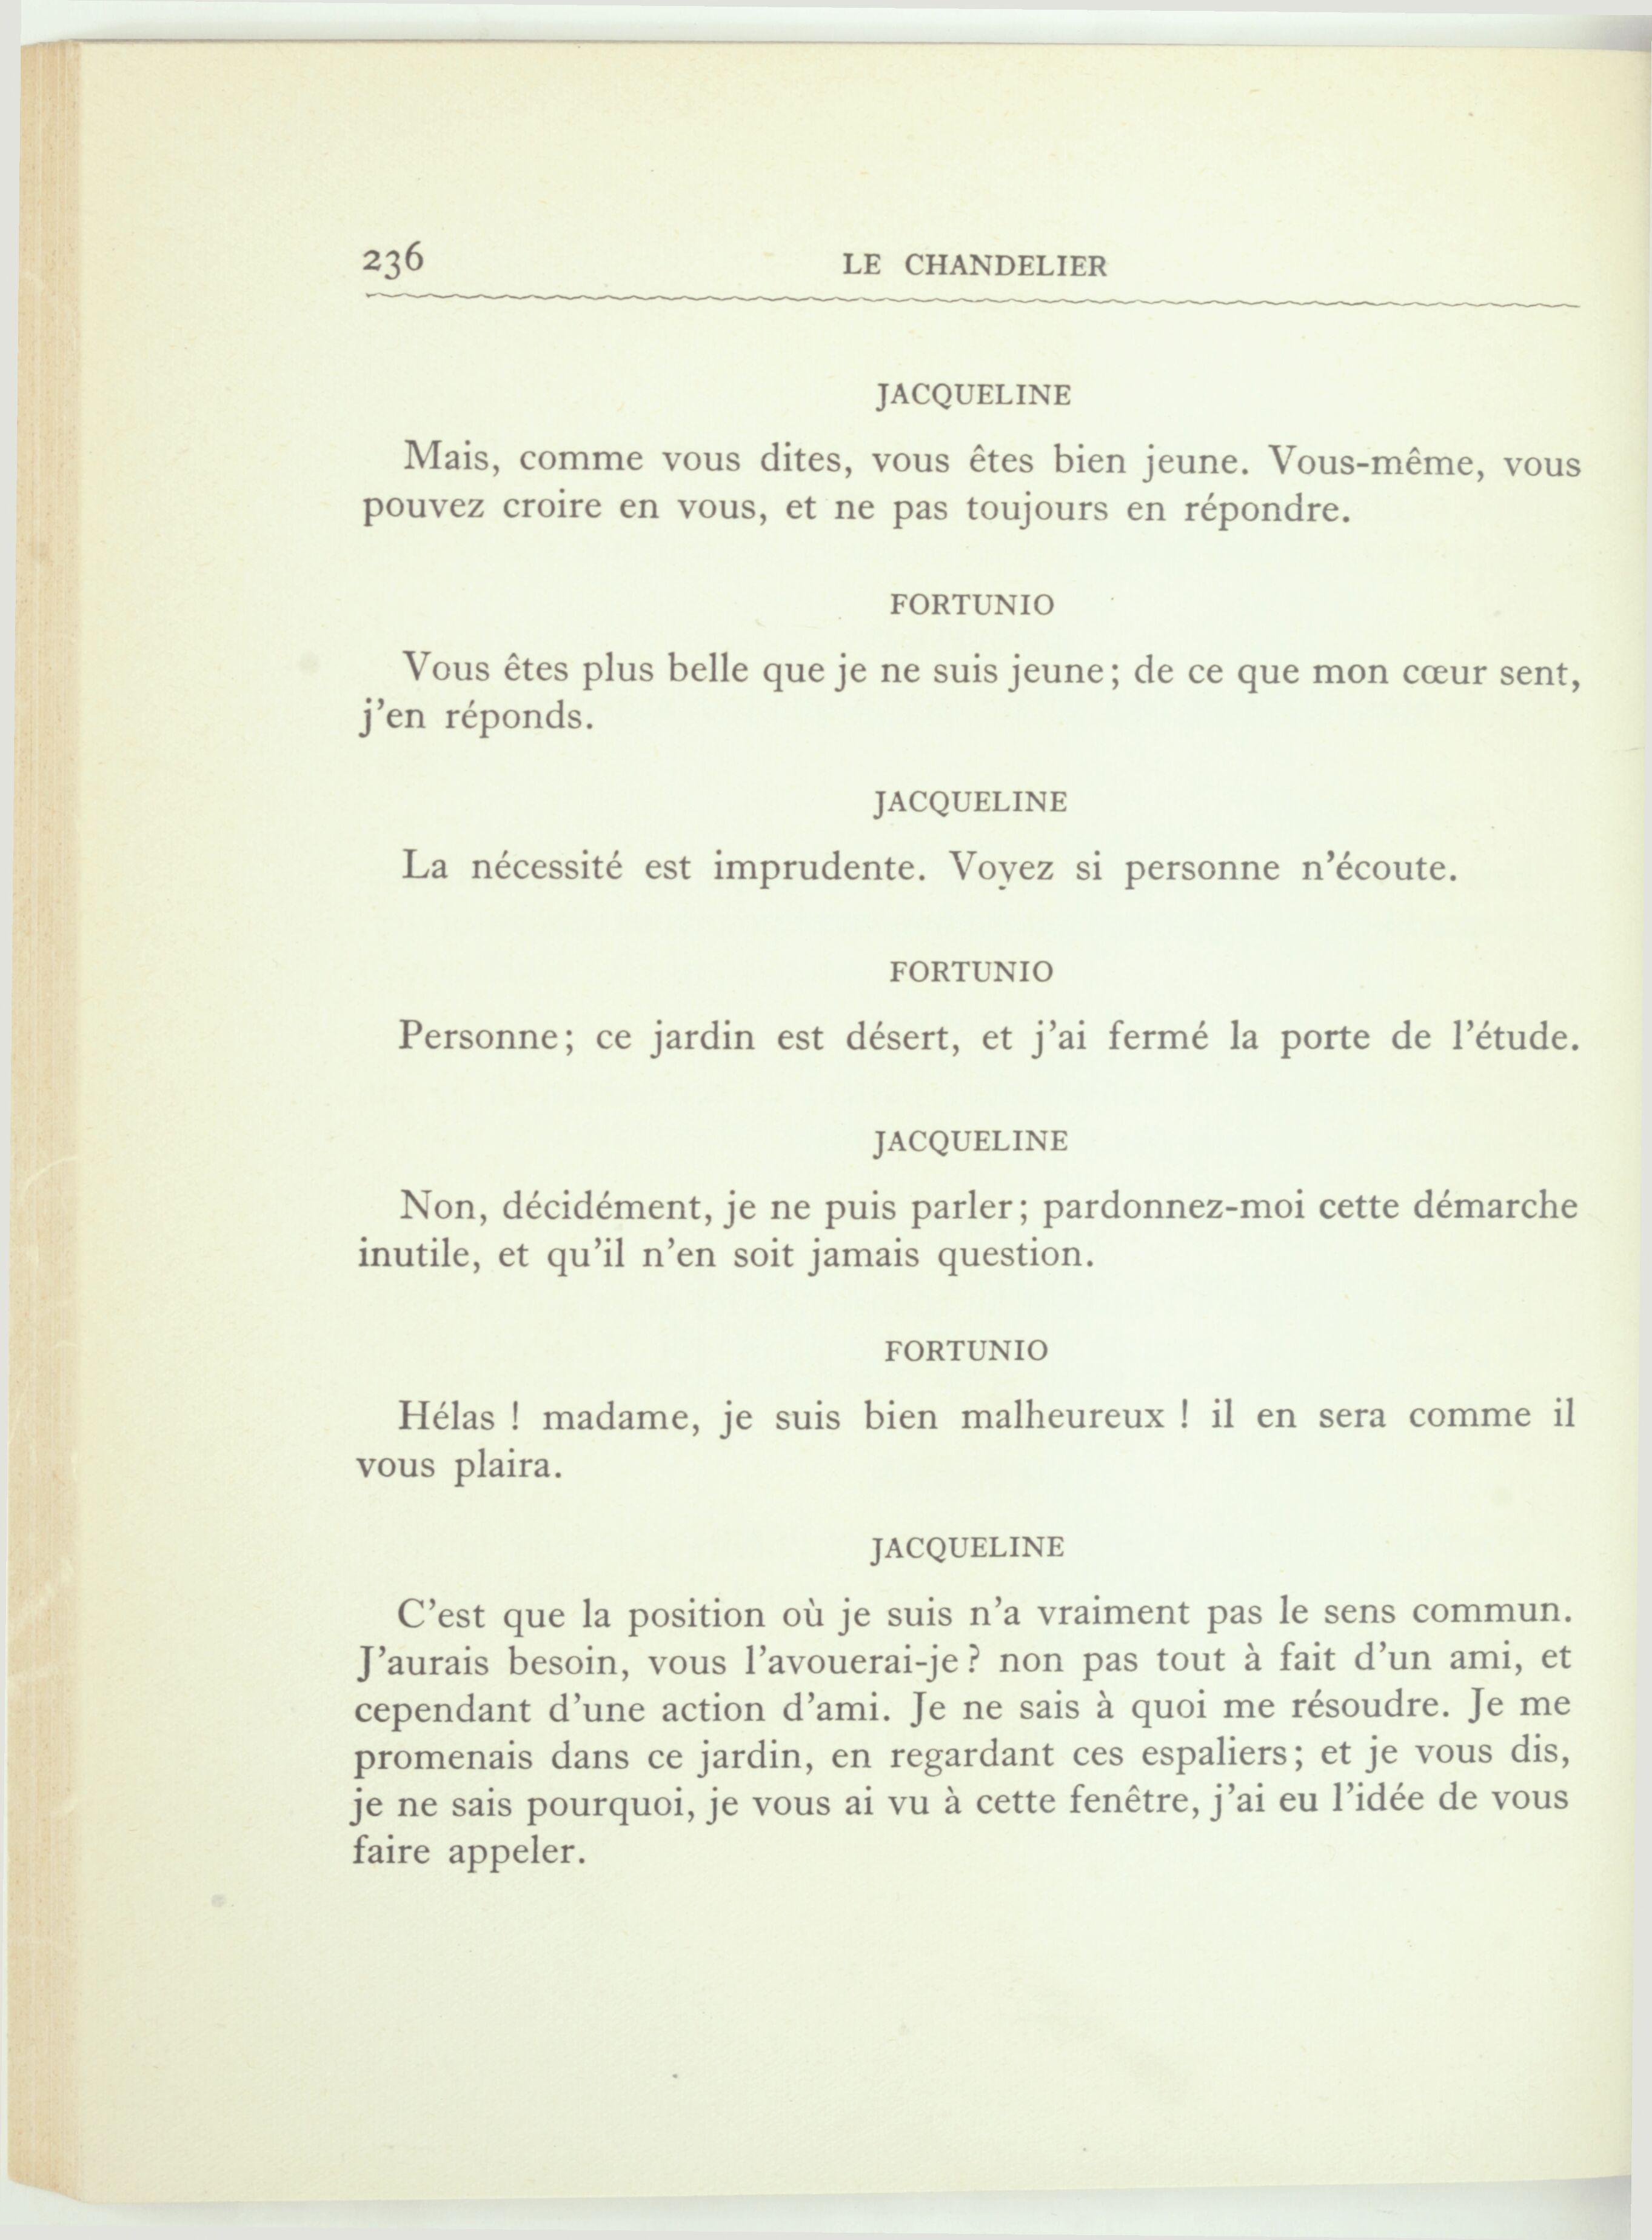 236 LE CHANDELIER
JACQUELINE
Mais, comme vous dites, vous êtes bien jeune. Vous-même, vous
pouvez croire en vous, et ne pas toujours en répondre.
FORTUNIO
Vous êtes plus belle que je ne suis jeune; de ce que mon cœur sent,
j'en réponds.
JACQUELINE
La nécessité est imprudente. Voyez si personne n'écoute.
FORTUNIO
Personne; ce jardin est désert, et j'ai fermé la porte de l'étude.
JACQUELINE
Non, décidément, je ne puis parler; pardonnez-moi cette démarche
inutile, et qu'il n'en soit jamais question.
FORTUNIO
Hélas ! madame, je suis bien malheureux ! il en sera comme il
vous plaira.
JACQUELINE
C'est que la position où je suis n'a vraiment pas le sens commun.
J'aurais besoin, vous l'avouerai-je? non pas tout à fait d'un ami, et
cependant d'une action d'ami. Je ne sais à quoi me résoudre. Je me
promenais dans ce jardin, en regardant ces espaliers; et je vous dis,
je ne sais pourquoi, je vous ai vu à cette fenêtre, j'ai eu l'idée de vous
faire appeler.